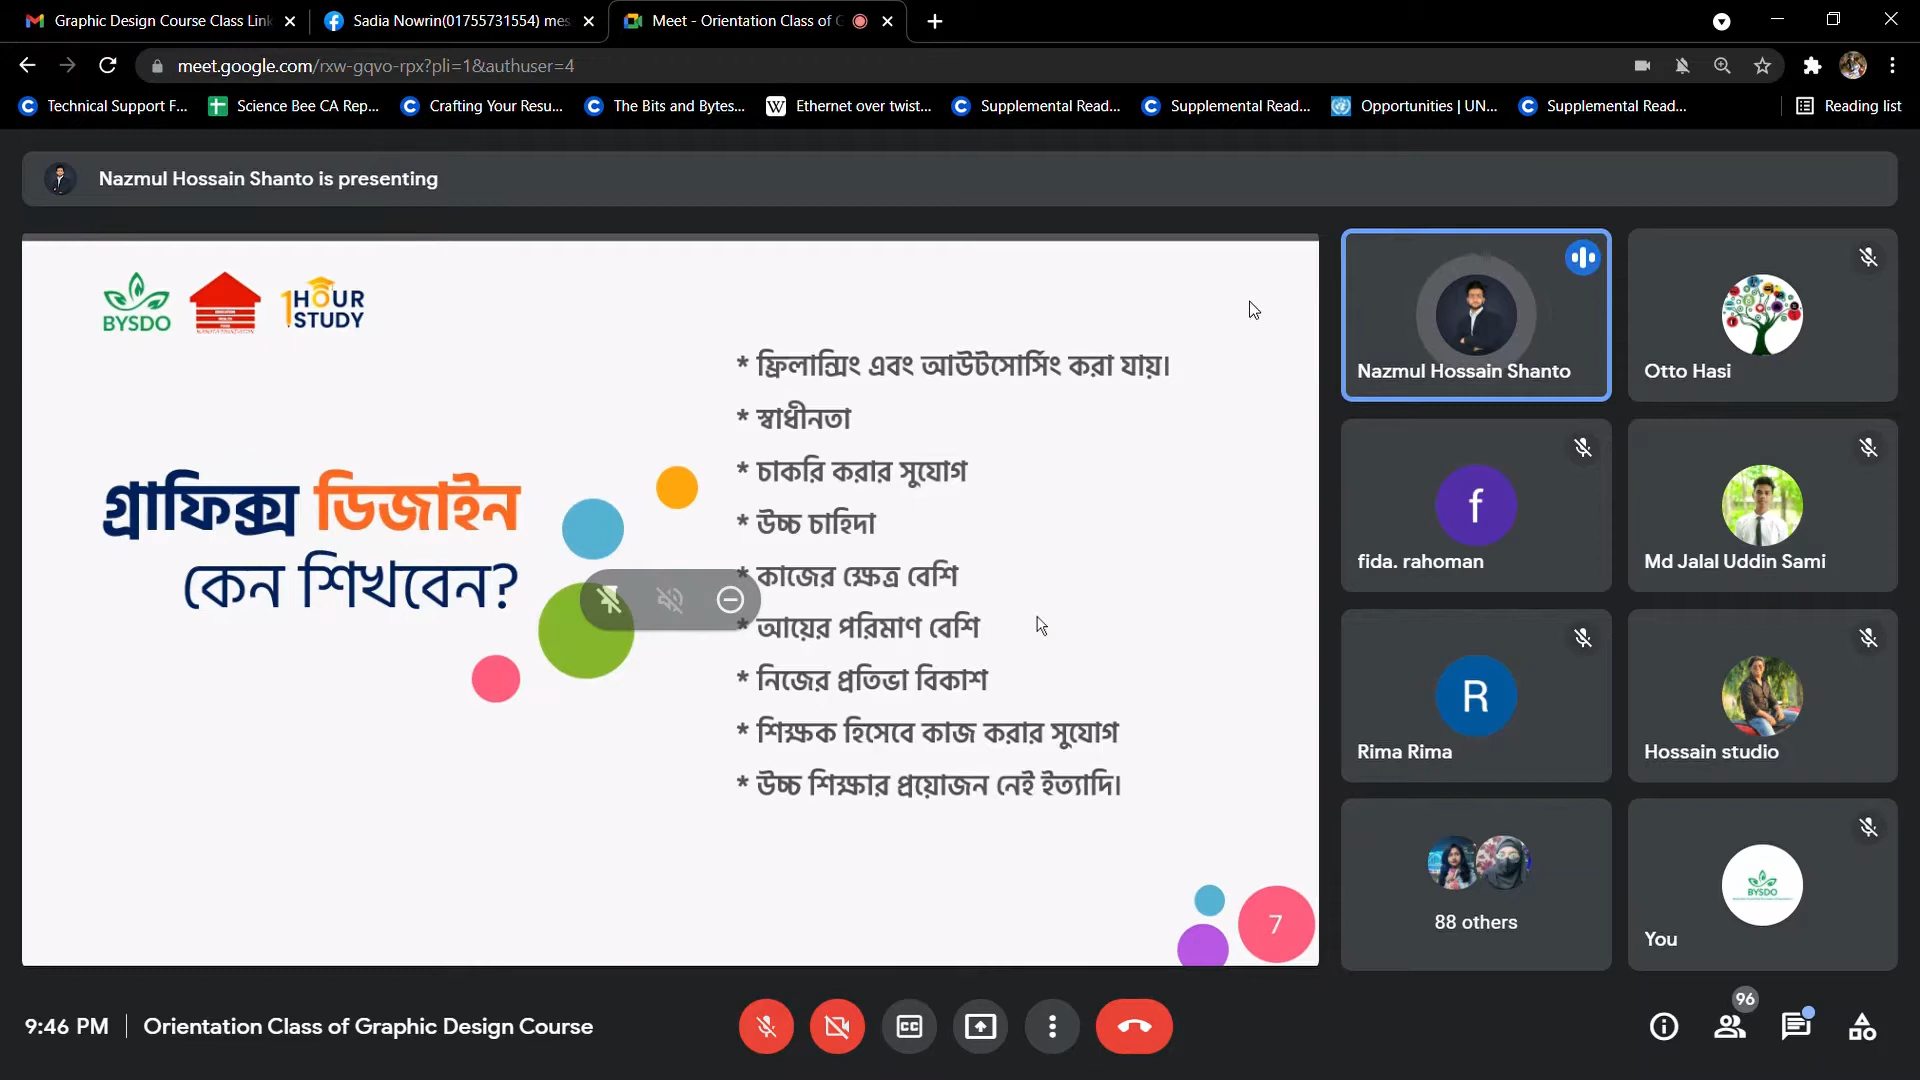 Graphic Design Course Class Link
Sadia Nowrin(01755731554) mes
Meet - Orientation Class of G
meet.google.com/rxw-gqvo-rpx?pli=1&authuser=4
Technical Support F...
Science Bee CA Rep...
Crafting Your Resu...
The Bits and Bytes...
W Ethernet over twist...
Supplemental Read...
Supplemental Read...
Opportunities | UN...
Supplemental Read...
Reading list
Nazmul Hossain Shanto is presenting
BYSDO
1HOUR
STUDY
গ্রাফিক্স ডিজাইন
কেন শিখবেন?
* ফ্রিলান্সিং এবং আউটসোর্সিং করা যায়।
* স্বাধীনতা
* চাকরি করার সুযোগ
* উচ্চ চাহিদা
* কাজের ক্ষেত্র বেশি
* আয়ের পরিমাণ বেশি
* নিজের প্রতিভা বিকাশ
* শিক্ষক হিসেবে কাজ করার সুযোগ
* উচ্চ শিক্ষার প্রয়োজন নেই ইত্যাদি।
7
Nazmul Hossain Shanto
Otto Hasi
f
fida. rahoman
Md Jalal Uddin Sami
R
Rima Rima
Hossain studio
88 others
BYSDO
You
9:46 PM | Orientation Class of Graphic Design Course
CC
96